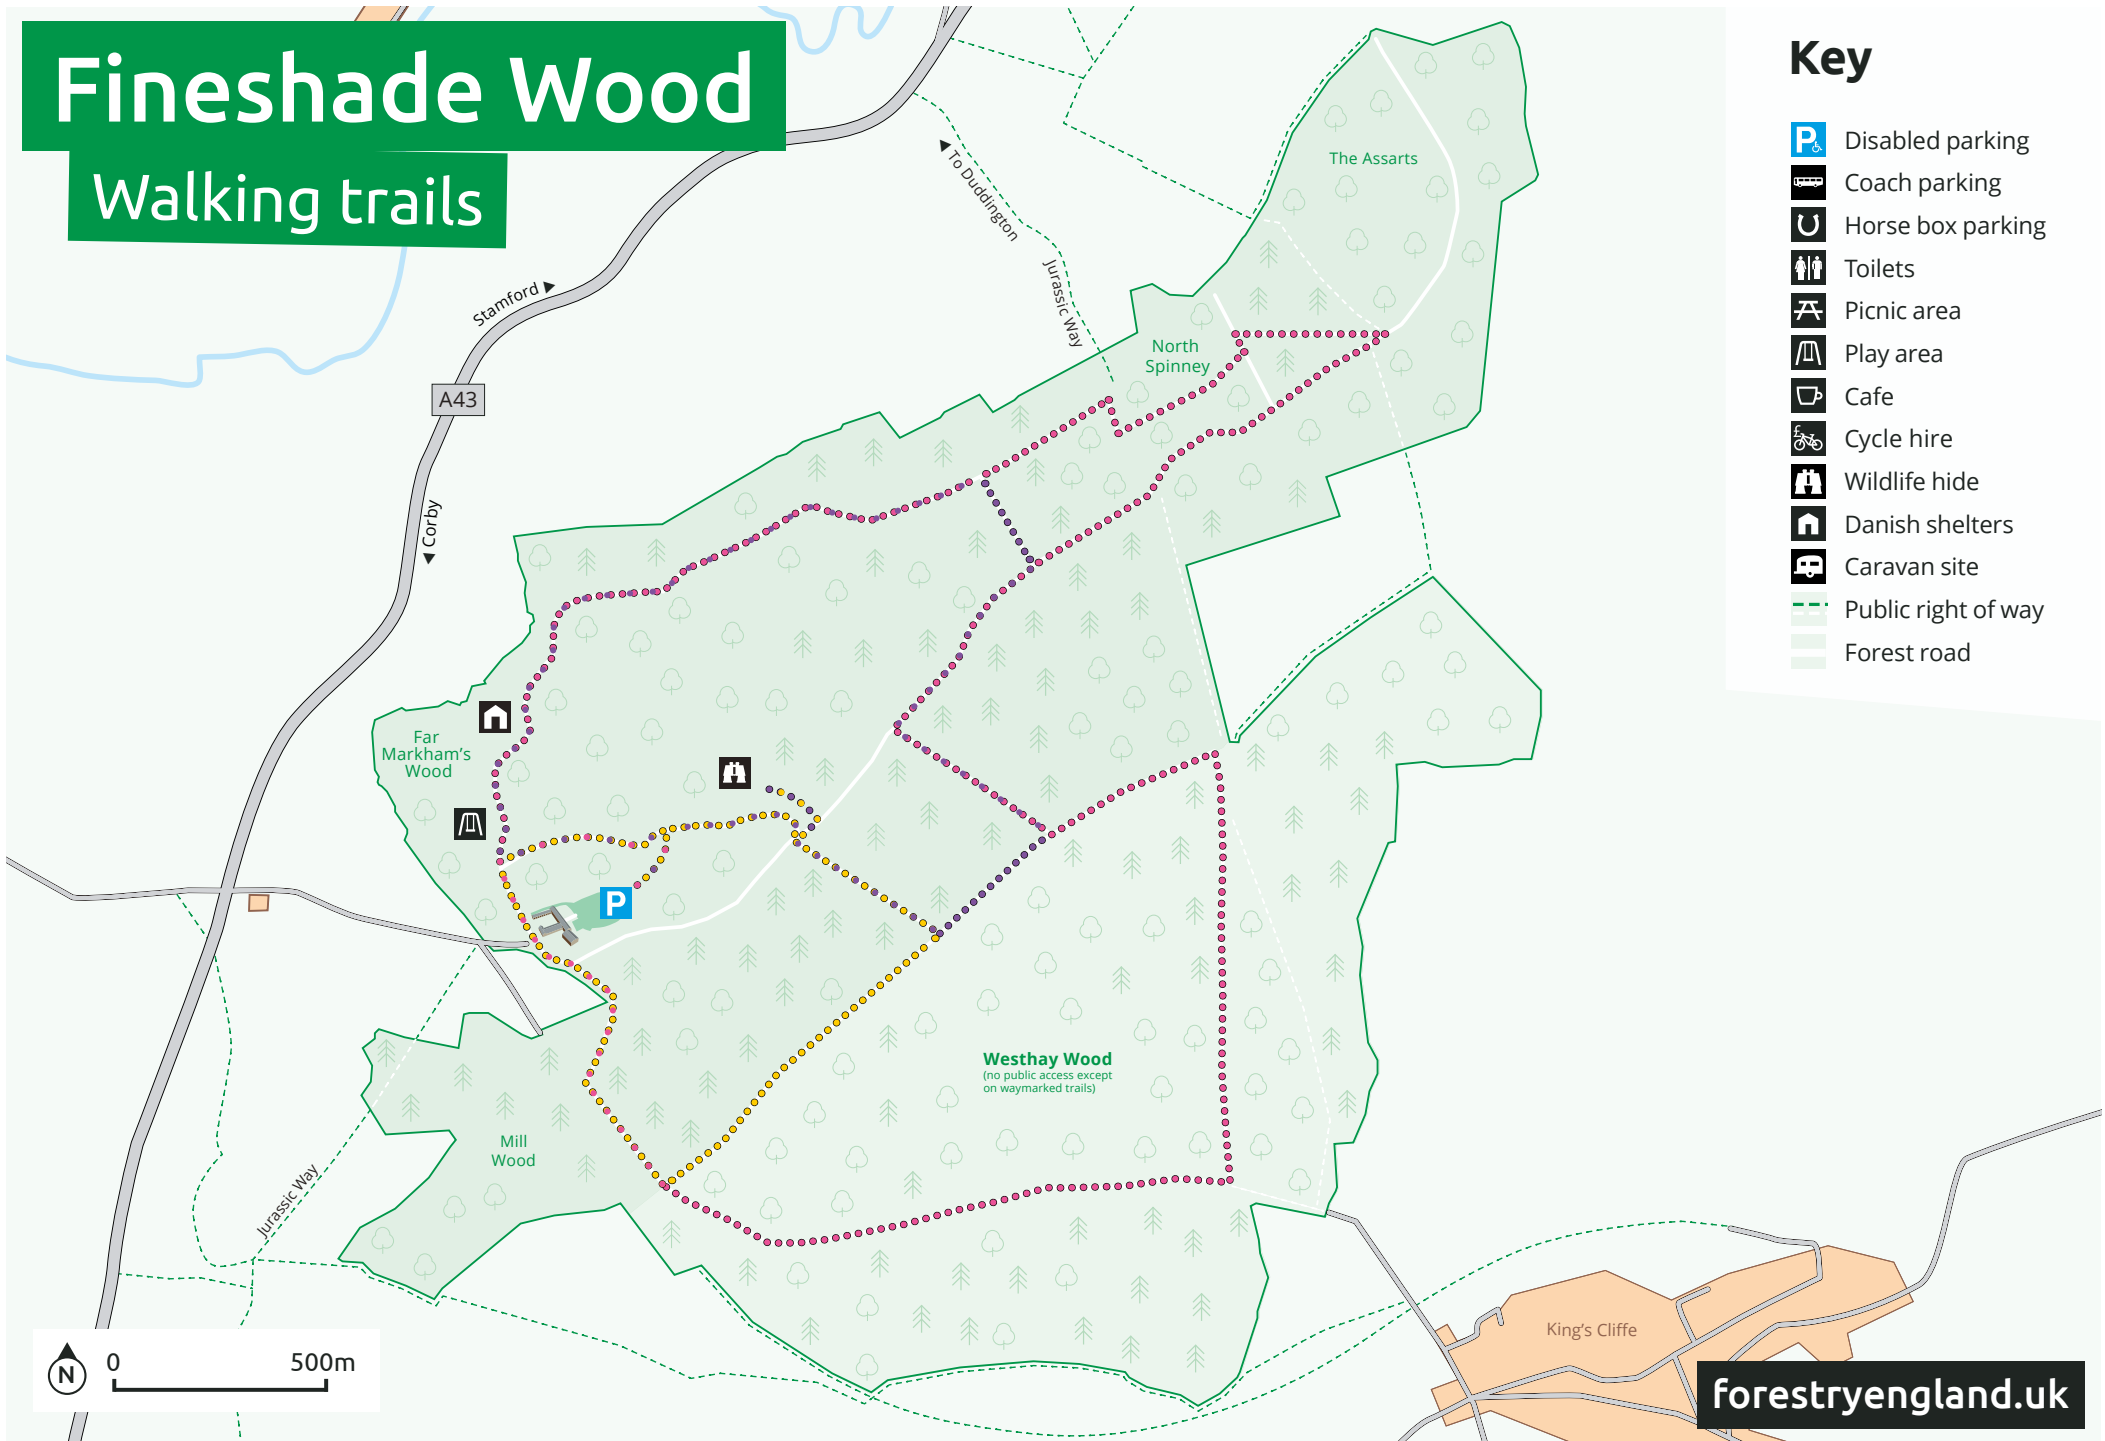 Fineshade Wood
Walking trails
Key
Disabled parking
Coach parking
Horse box parking
Toilets
Picnic area
Play area
Cafe
£
Cycle hire
Wildlife hide
Danish shelters
Caravan site
Public right of way
Forest road
P
The Assarts
To Duddington
Jurassic Way
Stamford
North
Spinney
A43
Corby
Far
Markham's
Wood
P
Westhay Wood
(no public access except
on waymarked trails)
Mill
Wood
Jurassic Way
King's Cliffe
N
0 500m
forestryengland.uk